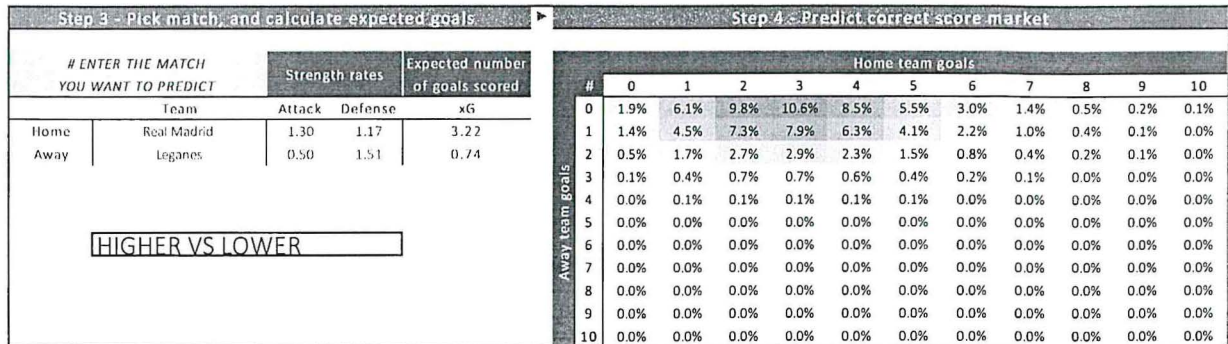 Step 3 - Pick match, and calculate expected goals
Step 4 - Predict correct score market
# ENTER THE MATCH
YOU WANT TO PREDICT
Strength rates
Expected number
of goals scored
Team Attack Defense xG
Home Real Madrid 1.30 1.17 3.22
Away Leganes 0.50 1.51 0.74
HIGHER VS LOWER
Home team goals
Away team goals
# 0 1 2 3 4 5 6 7 8 9 10
0 1.9% 6.1% 9.8% 10.6% 8.5% 5.5% 3.0% 1.4% 0.5% 0.2% 0.1%
1 1.4% 4.5% 7.3% 7.9% 6.3% 4.1% 2.2% 1.0% 0.4% 0.1% 0.0%
2 0.5% 1.7% 2.7% 2.9% 2.3% 1.5% 0.8% 0.4% 0.2% 0.1% 0.0%
3 0.1% 0.4% 0.7% 0.7% 0.6% 0.4% 0.2% 0.1% 0.0% 0.0% 0.0%
4 0.0% 0.1% 0.1% 0.1% 0.1% 0.1% 0.0% 0.0% 0.0% 0.0% 0.0%
5 0.0% 0.0% 0.0% 0.0% 0.0% 0.0% 0.0% 0.0% 0.0% 0.0% 0.0%
6 0.0% 0.0% 0.0% 0.0% 0.0% 0.0% 0.0% 0.0% 0.0% 0.0% 0.0%
7 0.0% 0.0% 0.0% 0.0% 0.0% 0.0% 0.0% 0.0% 0.0% 0.0% 0.0%
8 0.0% 0.0% 0.0% 0.0% 0.0% 0.0% 0.0% 0.0% 0.0% 0.0% 0.0%
9 0.0% 0.0% 0.0% 0.0% 0.0% 0.0% 0.0% 0.0% 0.0% 0.0% 0.0%
10 0.0% 0.0% 0.0% 0.0% 0.0% 0.0% 0.0% 0.0% 0.0% 0.0% 0.0%